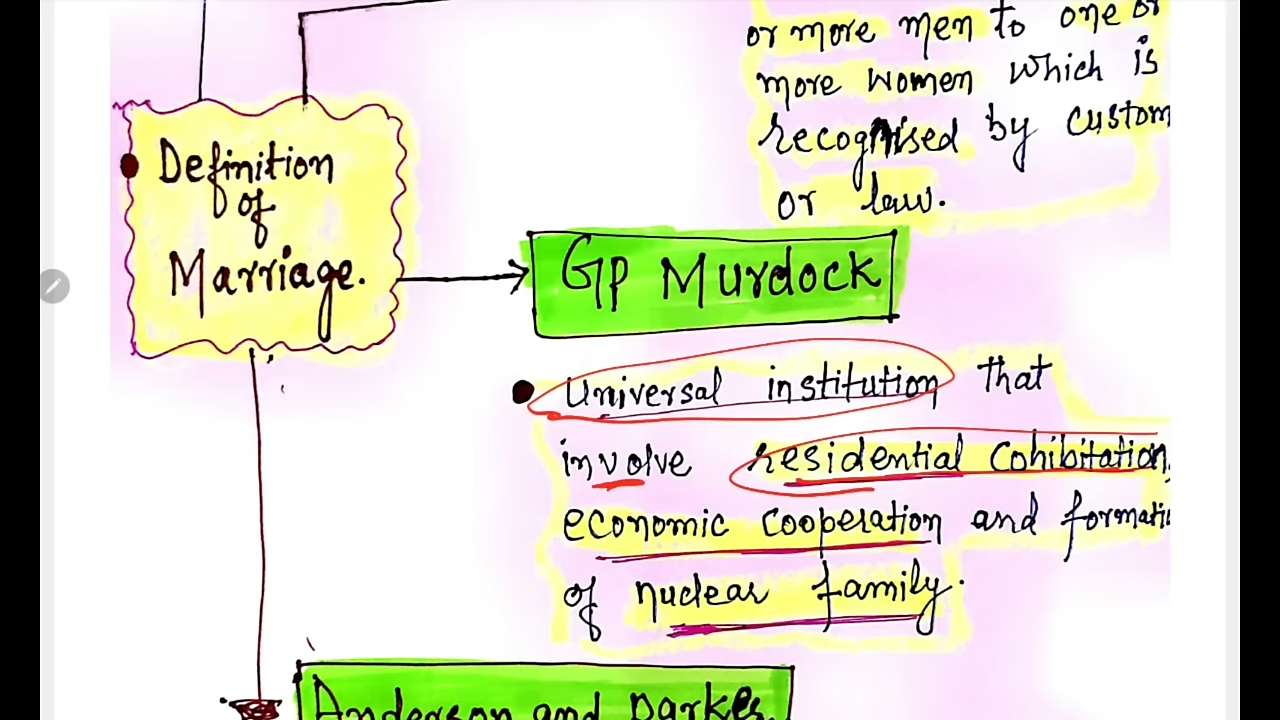 or more men to one or
more women which is
recognised by custom
or law.
Definition
of
Marriage.
GP Murdock
Universal institution that
involve residential cohibitation,
economic cooperation and formati
of nuclear family.
Anderson and Parker